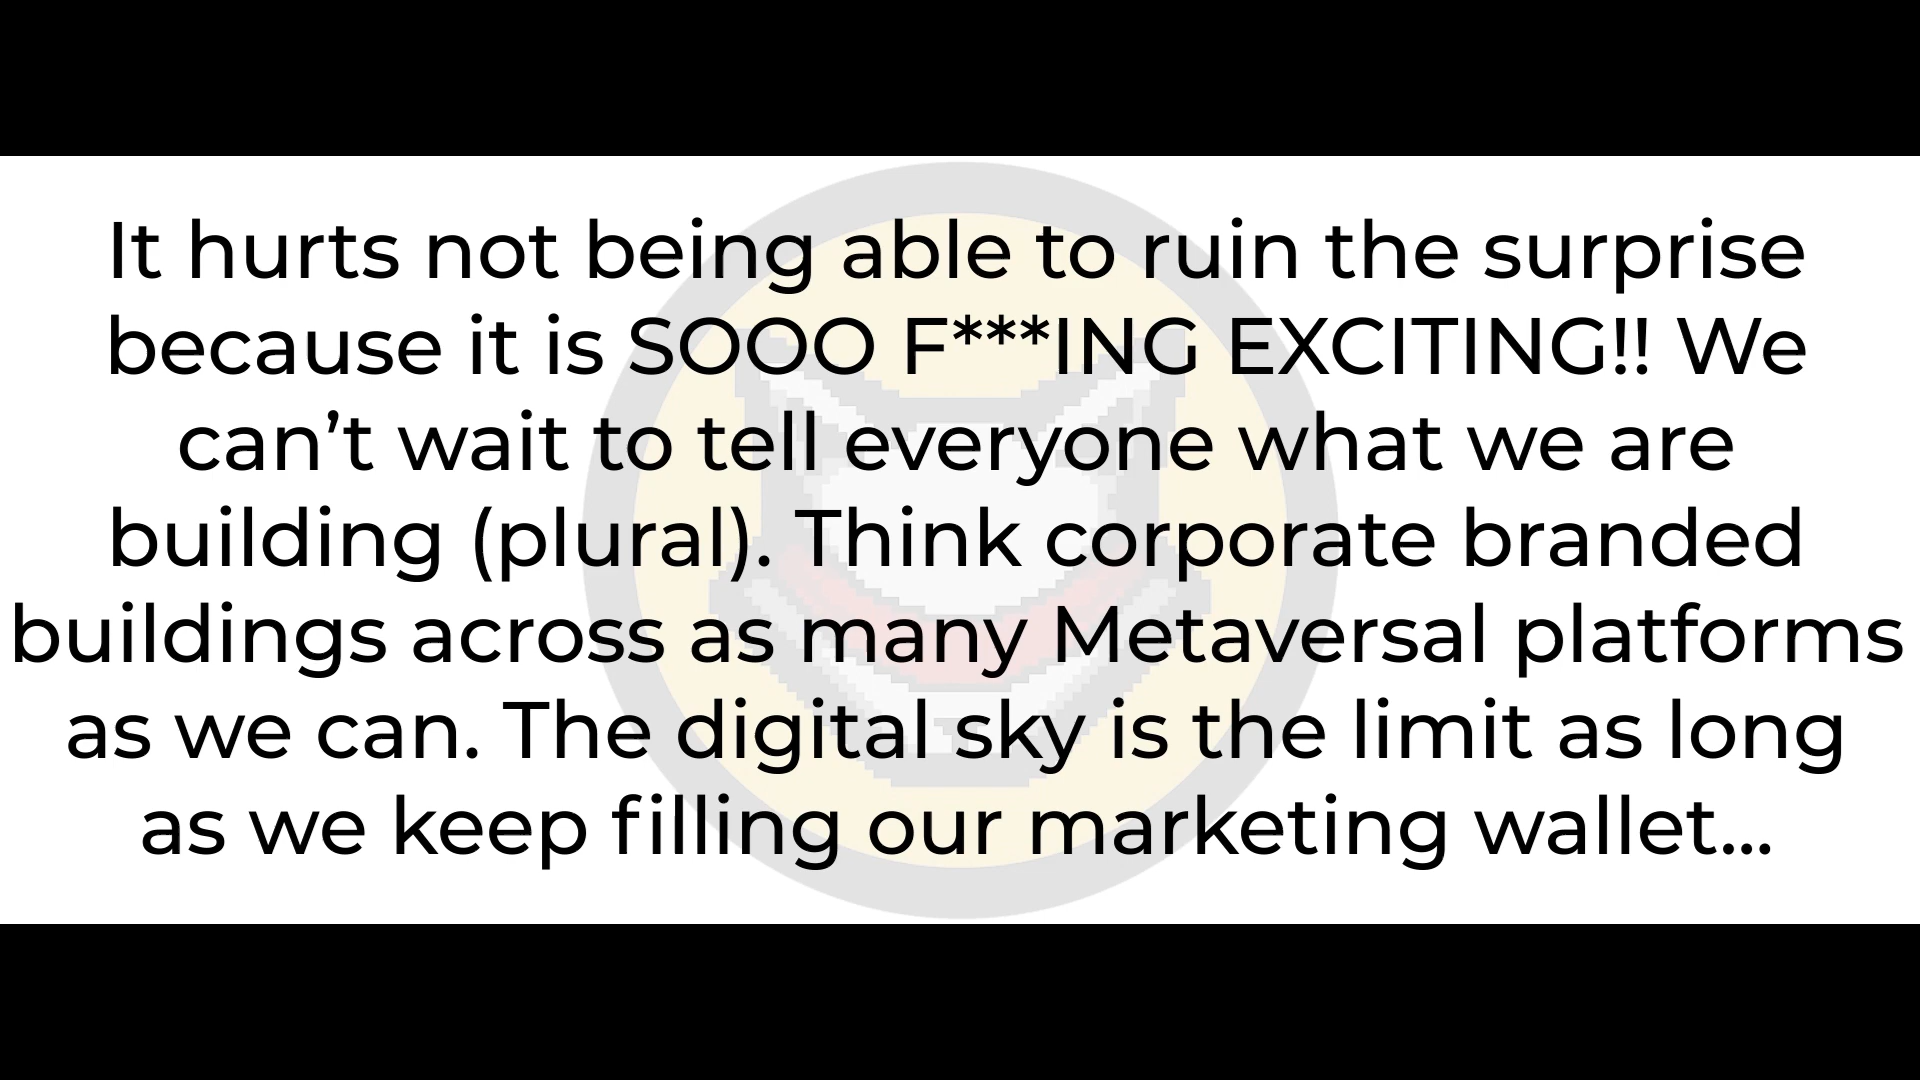 It hurts not being able to ruin the surprise
because it is SOOO F***ING EXCITING!! We
can’t wait to tell everyone what we are
building (plural). Think corporate branded
buildings across as many Metaversal platforms
as we can. The digital sky is the limit as long
as we keep filling our marketing wallet...